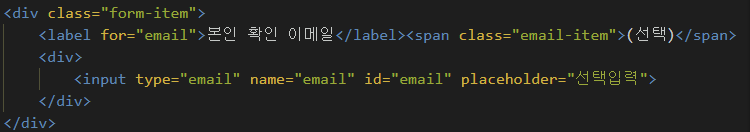 <div class="form-item">
<label for="email">본인 확인 이메일</label><span class="email-item">(선택)</span>
<div>
<input type="email" name="email" id="email" placeholder="선택입력">
</div>
</div>